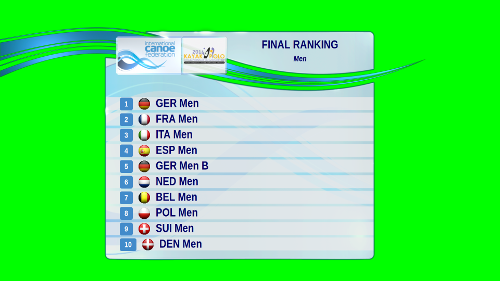 international
canoe
federation
FINAL RANKING
Men
1 GER Men
2 FRA Men
3 ITA Men
4 ESP Men
5 GER Men B
6 NED Men
7 BEL Men
8 POL Men
9 SUI Men
10 DEN Men